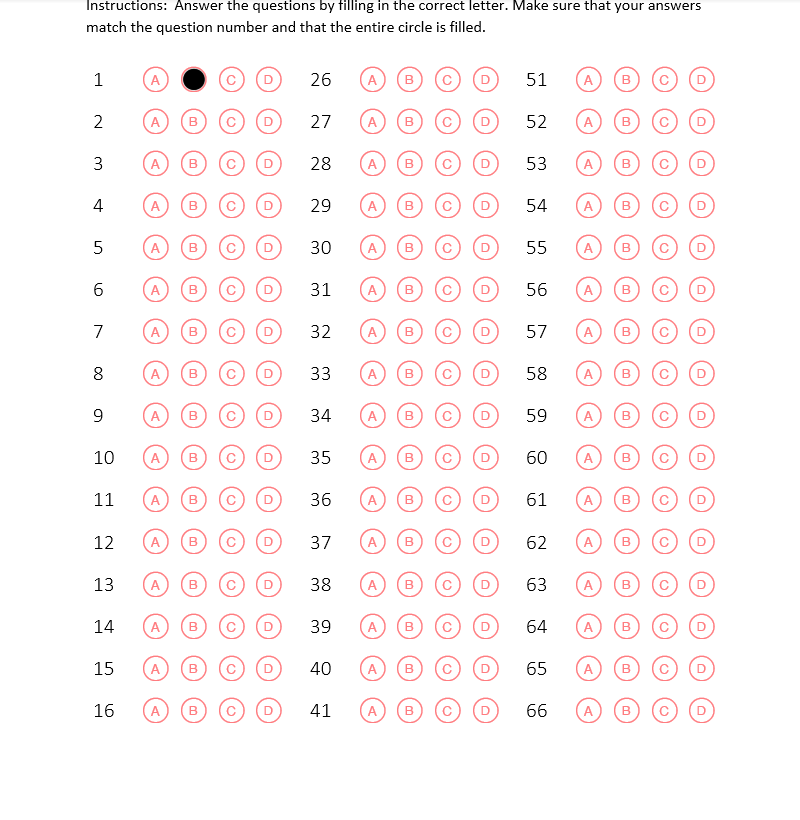 Instructions:  Answer the questions by filling in the correct letter. Make sure that your answers
match the question number and that the entire circle is filled.
1 A C D 26 A B C D 51 A B C D
2 A B C D 27 A B C D 52 A B C D
3 A B C D 28 A B C D 53 A B C D
4 A B C D 29 A B C D 54 A B C D
5 A B C D 30 A B C D 55 A B C D
6 A B C D 31 A B C D 56 A B C D
7 A B C D 32 A B C D 57 A B C D
8 A B C D 33 A B C D 58 A B C D
9 A B C D 34 A B C D 59 A B C D
10 A B C D 35 A B C D 60 A B C D
11 A B C D 36 A B C D 61 A B C D
12 A B C D 37 A B C D 62 A B C D
13 A B C D 38 A B C D 63 A B C D
14 A B C D 39 A B C D 64 A B C D
15 A B C D 40 A B C D 65 A B C D
16 A B C D 41 A B C D 66 A B C D